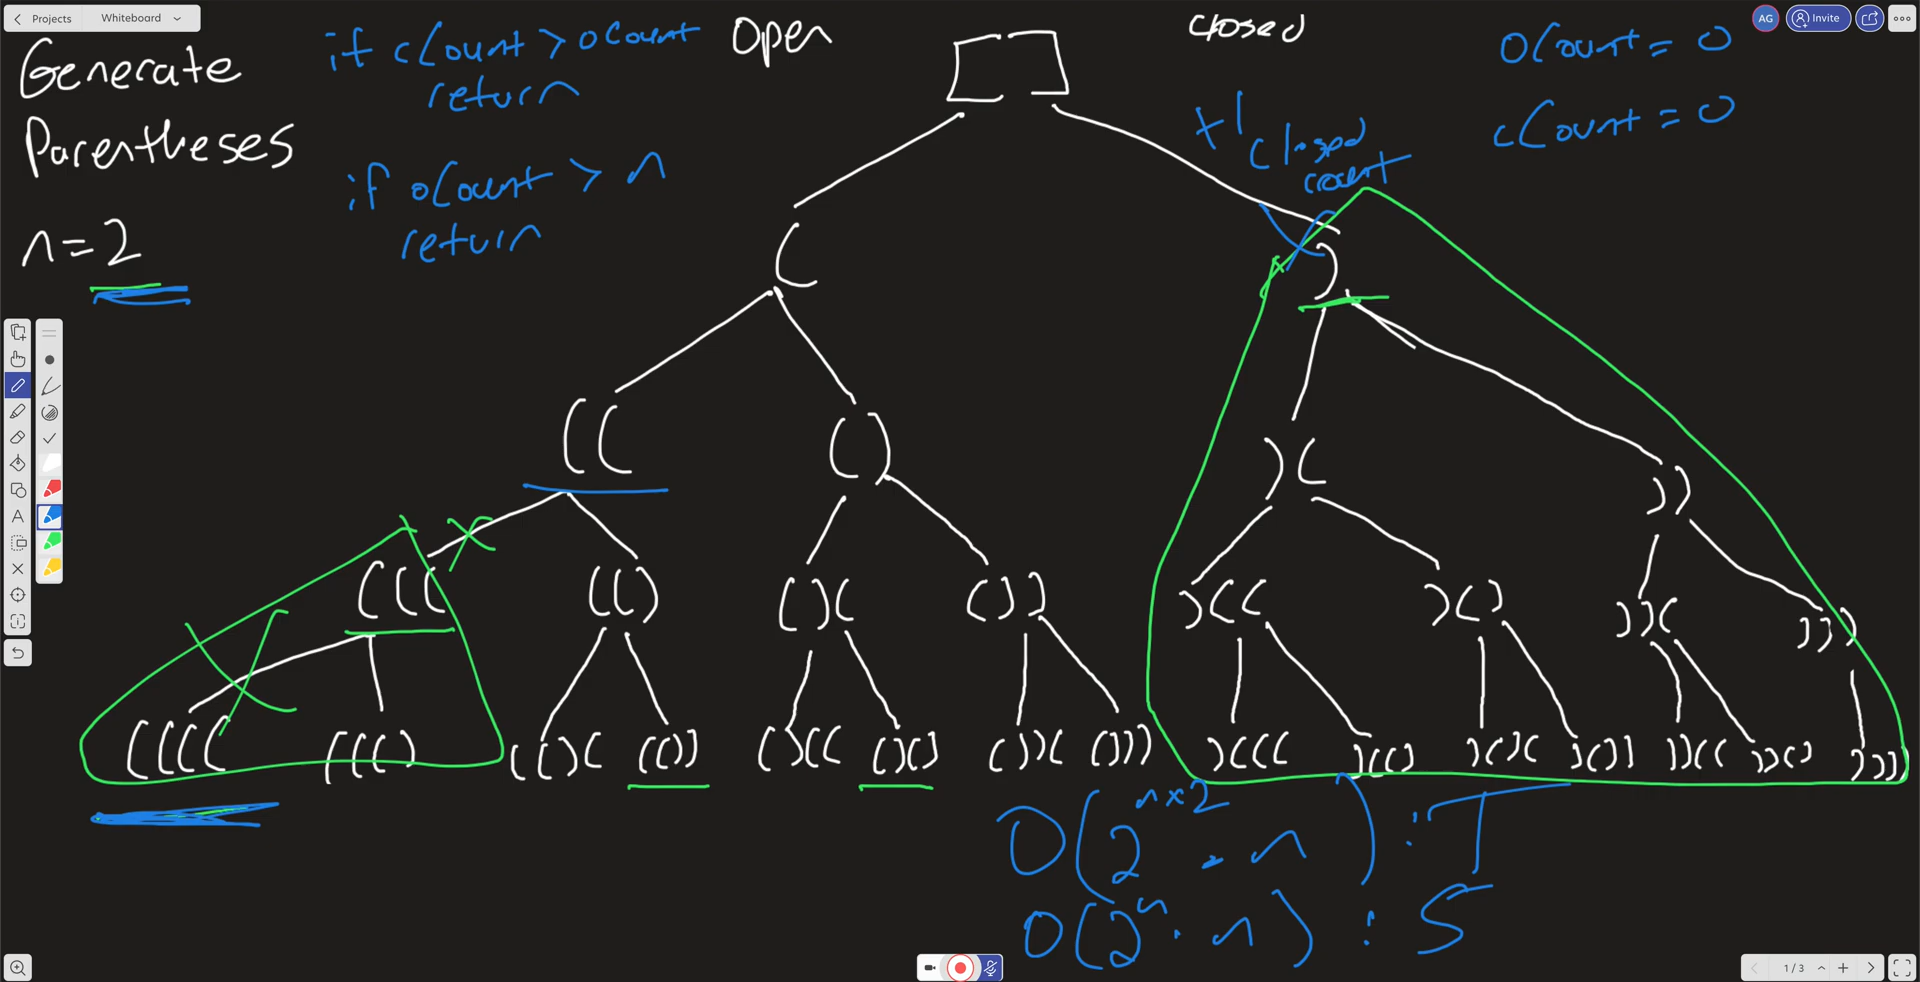 Projects
Whiteboard
AG
Invite
Generate
Parentheses
n=2
if cCount > oCount
return
if oCount > n
return
Open
Closed
+1
closed
count
OCount = 0
cCount = 0
(
)
((
()
)(
))
(((
(()
()(
())
)((
)()
))(
)))
((((
((()
(()(
(())
()((
()()
())(
()))
)(((
)(()
)()(
)())
))((
))()
))))
O(2^n×2 · n) : T
O(2^n · n) : S
A
1 / 3